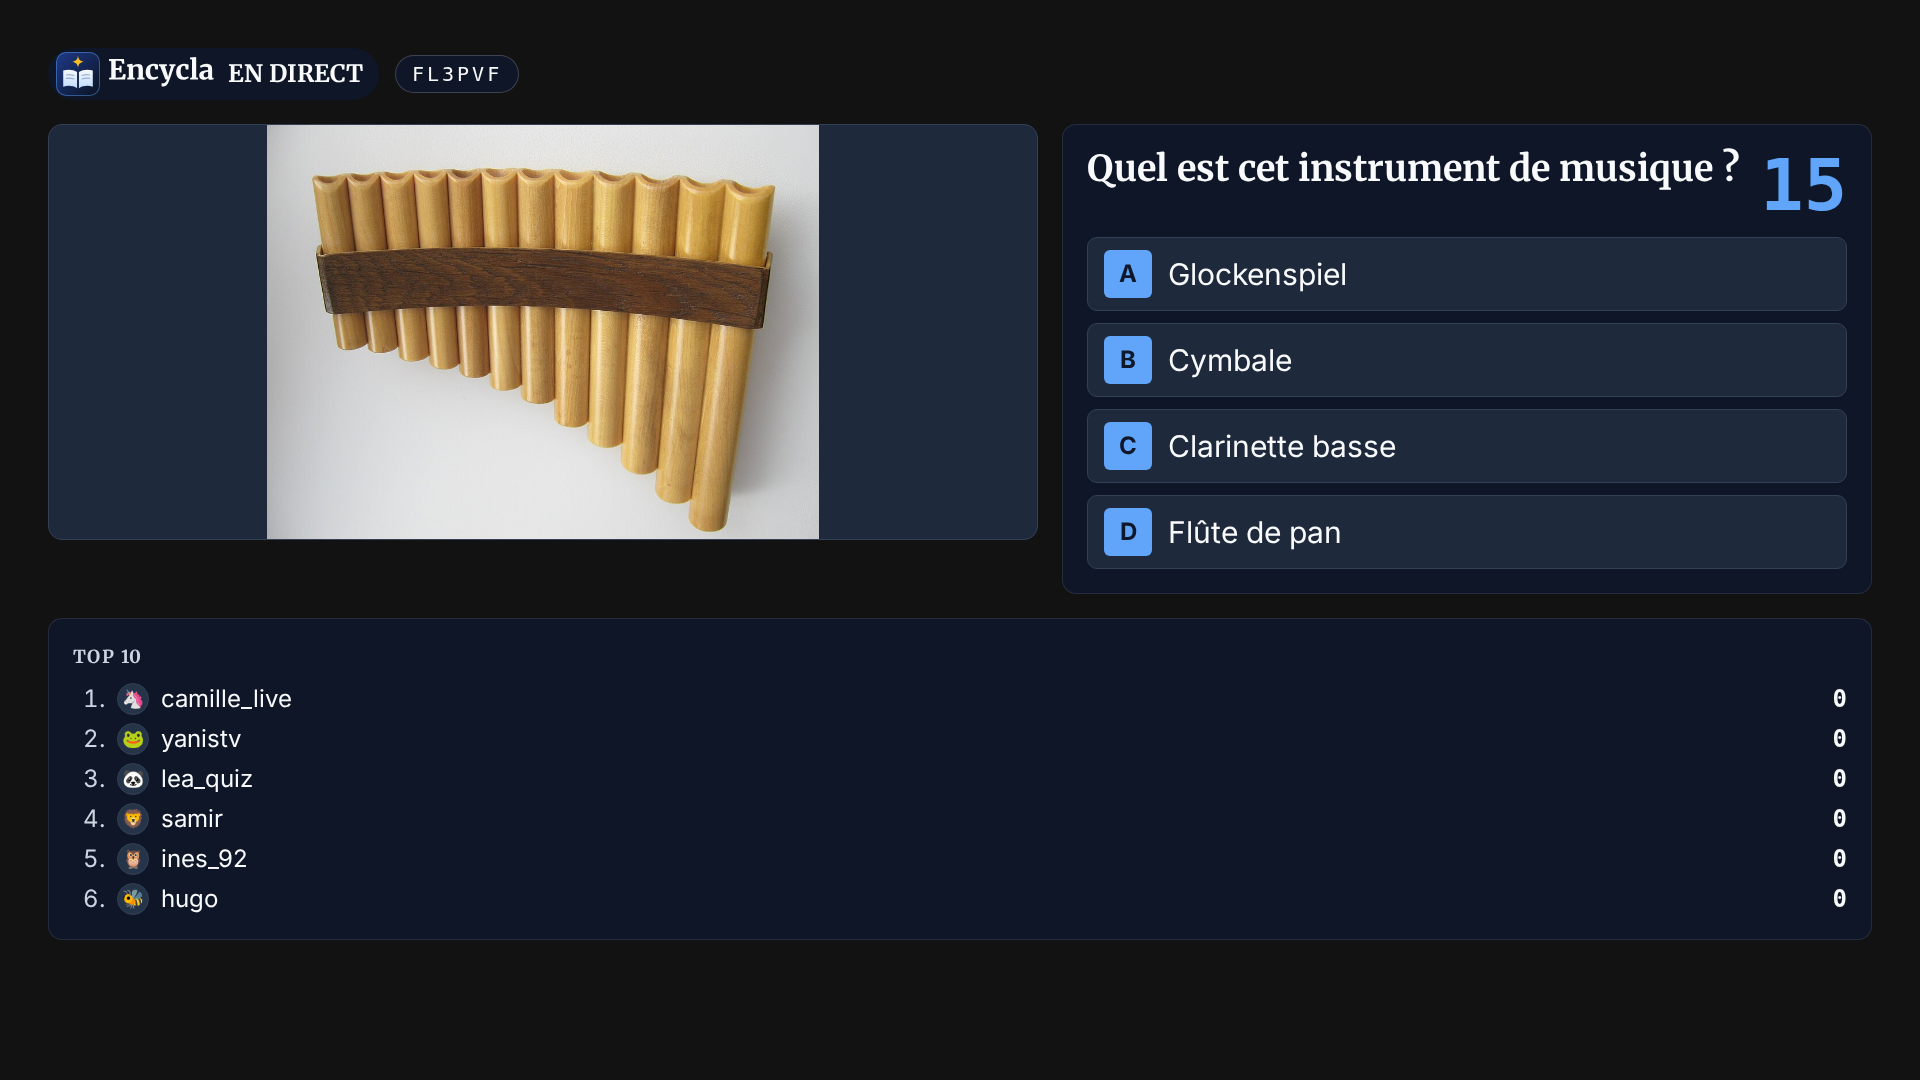 Encycla EN DIRECT FL3PVF
Quel est cet instrument de musique ? 15
A Glockenspiel
B Cymbale
C Clarinette basse
D Flûte de pan
TOP 10
1. camille_live 0
2. yanistv 0
3. lea_quiz 0
4. samir 0
5. ines_92 0
6. hugo 0